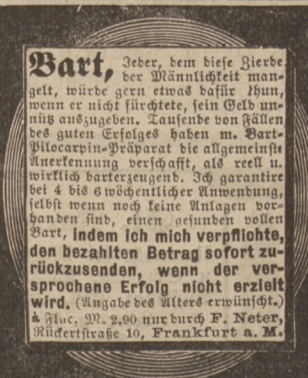 Bart, Jeder, dem diese Zierde
der Männlichkeit man-
gelt, würde gern etwas dafür thun,
wenn er nicht fürchtete, sein Geld un-
nütz auszugeben. Tausende von Fällen
des guten Erfolges haben m. Bart-
Pilocarpin-Präparat die allgemeinste
Anerkennung verschafft, als reell u.
wirklich barterzeugend. Ich garantire
bei 4 bis 6 wöchentlicher Anwendung,
selbst wenn noch keine Anlagen vor-
handen sind, einen gesunden vollen
Bart, indem ich mich verpflichte,
den bezahlten Betrag sofort zu-
rückzusenden, wenn der ver-
sprochene Erfolg nicht erzielt
wird. (Angabe des Alters erwünscht.)
à Flac. M. 2.90 nur durch F. Neter,
Rückertstraße 10, Frankfurt a. M.